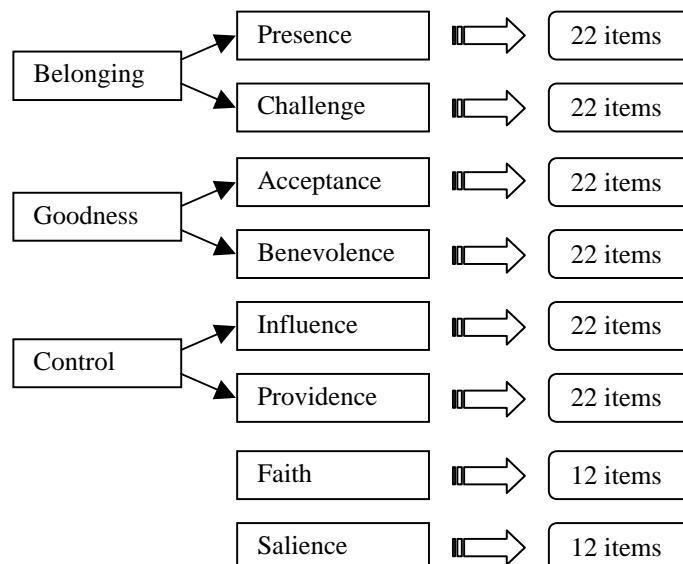 Presence
22 items
Belonging
Challenge
22 items
Acceptance
22 items
Goodness
Benevolence
22 items
Influence
22 items
Control
Providence
22 items
Faith
12 items
Salience
12 items